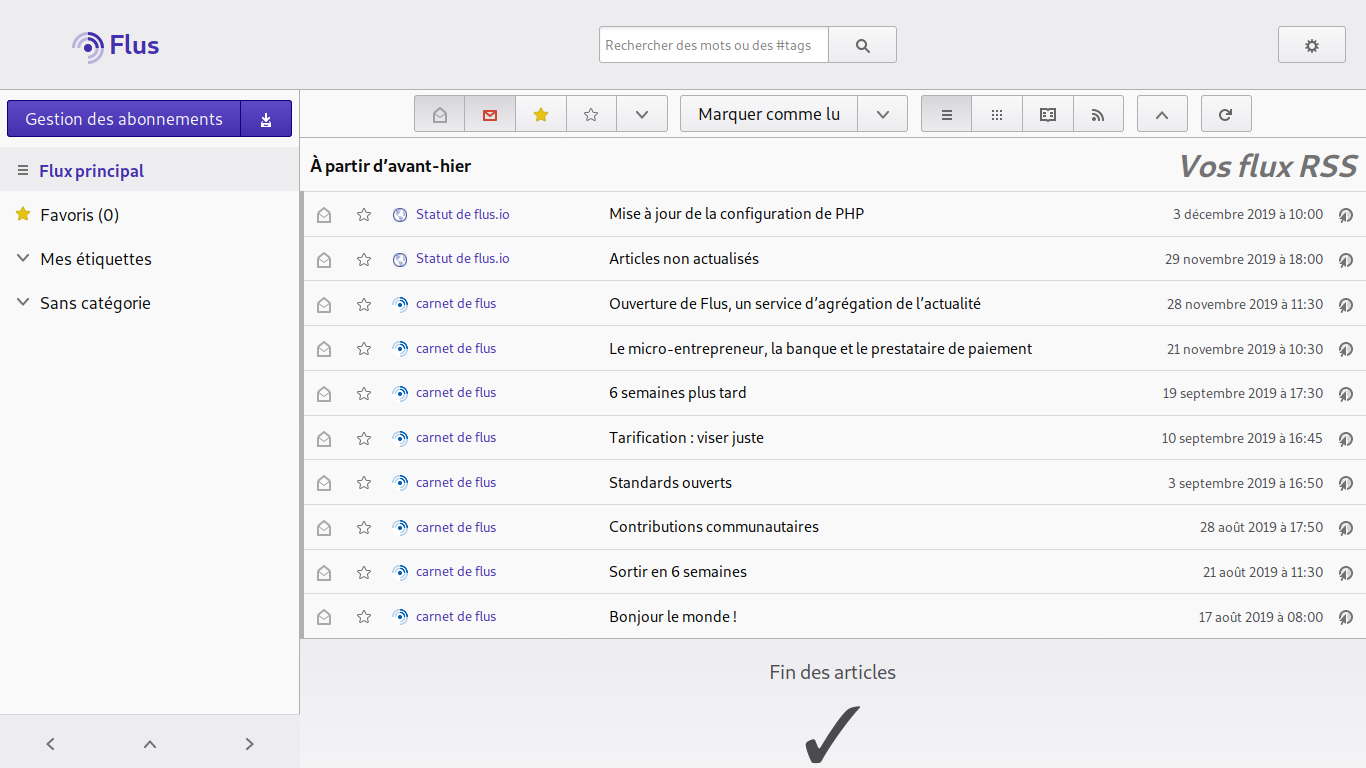 Flus
Rechercher des mots ou des #tags
Gestion des abonnements
Marquer comme lu
Flux principal
Favoris (0)
Mes étiquettes
Sans catégorie
À partir d’avant-hier
Vos flux RSS
Statut de flus.io Mise à jour de la configuration de PHP 3 décembre 2019 à 10:00
Statut de flus.io Articles non actualisés 29 novembre 2019 à 18:00
carnet de flus Ouverture de Flus, un service d’agrégation de l’actualité 28 novembre 2019 à 11:30
carnet de flus Le micro-entrepreneur, la banque et le prestataire de paiement 21 novembre 2019 à 10:30
carnet de flus 6 semaines plus tard 19 septembre 2019 à 17:30
carnet de flus Tarification : viser juste 10 septembre 2019 à 16:45
carnet de flus Standards ouverts 3 septembre 2019 à 16:50
carnet de flus Contributions communautaires 28 août 2019 à 17:50
carnet de flus Sortir en 6 semaines 21 août 2019 à 11:30
carnet de flus Bonjour le monde ! 17 août 2019 à 08:00
Fin des articles